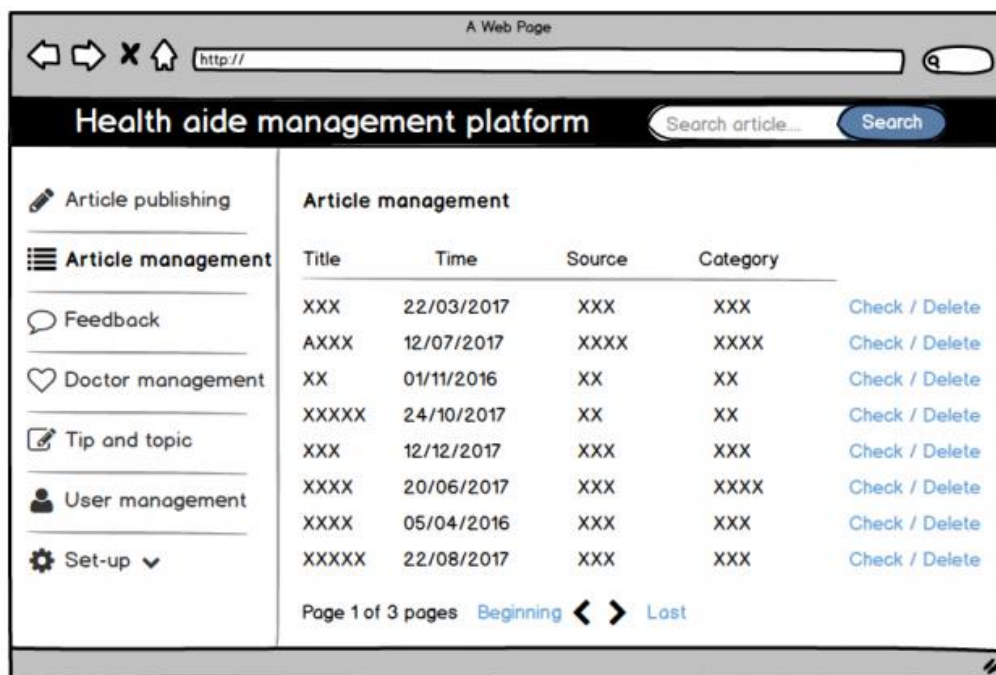 A Web Page
http://
Health aide management platform Search article.... Search
Article publishing
Article management
Feedback
Doctor management
Tip and topic
User management
Set-up
Article management
Title Time Source Category
XXX 22/03/2017 XXX XXX Check / Delete
AXXX 12/07/2017 XXXX XXXX Check / Delete
XX 01/11/2016 XX XX Check / Delete
XXXXX 24/10/2017 XX XX Check / Delete
XXX 12/12/2017 XXX XXX Check / Delete
XXXX 20/06/2017 XXX XXXX Check / Delete
XXXX 05/04/2016 XXX XXX Check / Delete
XXXXX 22/08/2017 XXX XXX Check / Delete
Page 1 of 3 pages Beginning Last